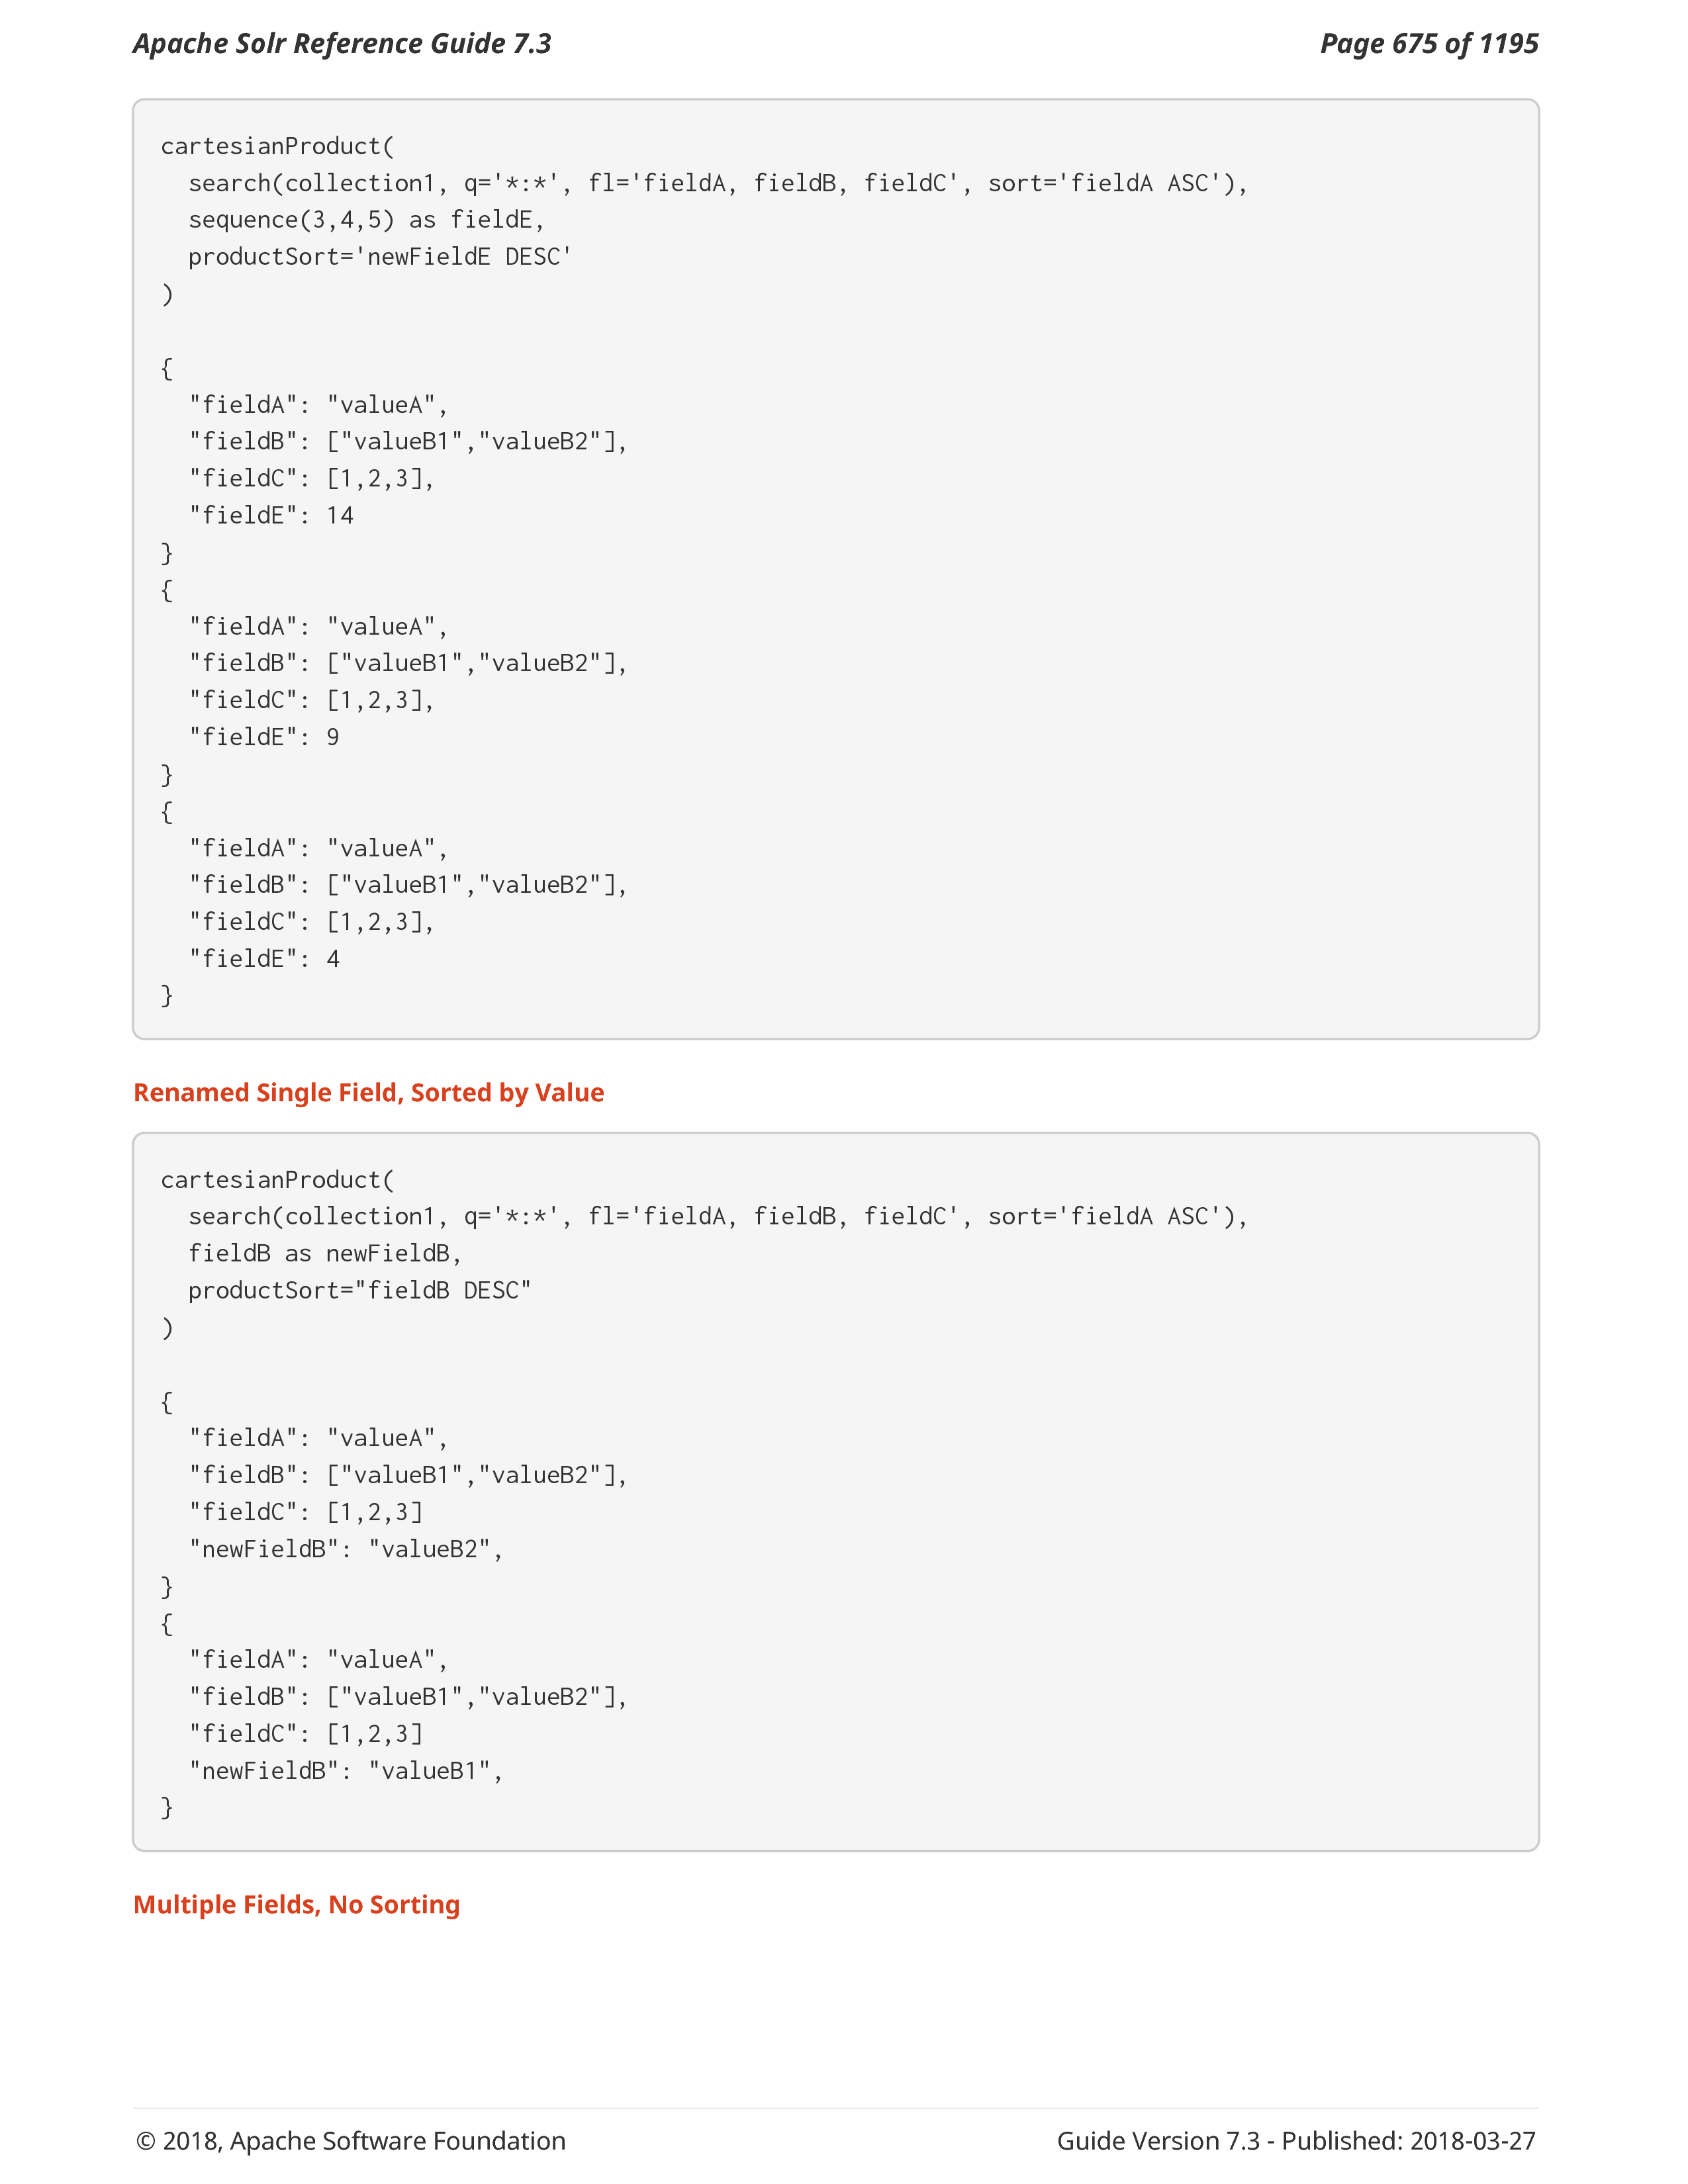 Apache Solr Reference Guide 7.3
Page 675 of 1195
cartesianProduct(
  search(collection1, q='*:*', fl='fieldA, fieldB, fieldC', sort='fieldA ASC'),
  sequence(3,4,5) as fieldE,
  productSort='newFieldE DESC'
)

{
  "fieldA": "valueA",
  "fieldB": ["valueB1","valueB2"],
  "fieldC": [1,2,3],
  "fieldE": 14
}
{
  "fieldA": "valueA",
  "fieldB": ["valueB1","valueB2"],
  "fieldC": [1,2,3],
  "fieldE": 9
}
{
  "fieldA": "valueA",
  "fieldB": ["valueB1","valueB2"],
  "fieldC": [1,2,3],
  "fieldE": 4
}
Renamed Single Field, Sorted by Value
cartesianProduct(
  search(collection1, q='*:*', fl='fieldA, fieldB, fieldC', sort='fieldA ASC'),
  fieldB as newFieldB,
  productSort="fieldB DESC"
)

{
  "fieldA": "valueA",
  "fieldB": ["valueB1","valueB2"],
  "fieldC": [1,2,3]
  "newFieldB": "valueB2",
}
{
  "fieldA": "valueA",
  "fieldB": ["valueB1","valueB2"],
  "fieldC": [1,2,3]
  "newFieldB": "valueB1",
}
Multiple Fields, No Sorting
© 2018, Apache Software Foundation
Guide Version 7.3 - Published: 2018-03-27